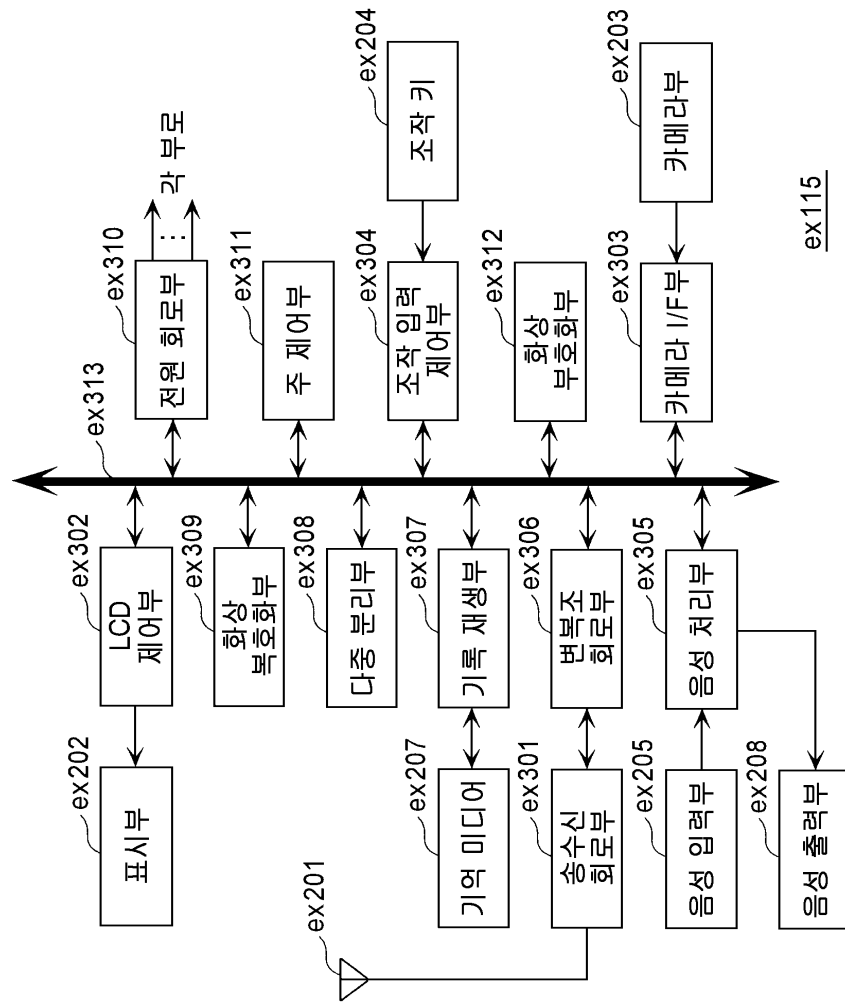 ex115
ex201
ex202
표시부
ex302
LCD
제어부
ex313
ex310
전원 회로부
각 부로
...
ex309
화상
복호화부
ex311
주 제어부
ex308
다중 분리부
ex304
조작 입력
제어부
ex204
조작 키
ex207
기억 미디어
ex307
기록 재생부
ex312
화상
부호화부
ex301
송수신
회로부
ex306
변복조
회로부
ex303
카메라 I/F부
ex203
카메라부
ex205
음성 입력부
ex305
음성 처리부
ex208
음성 출력부